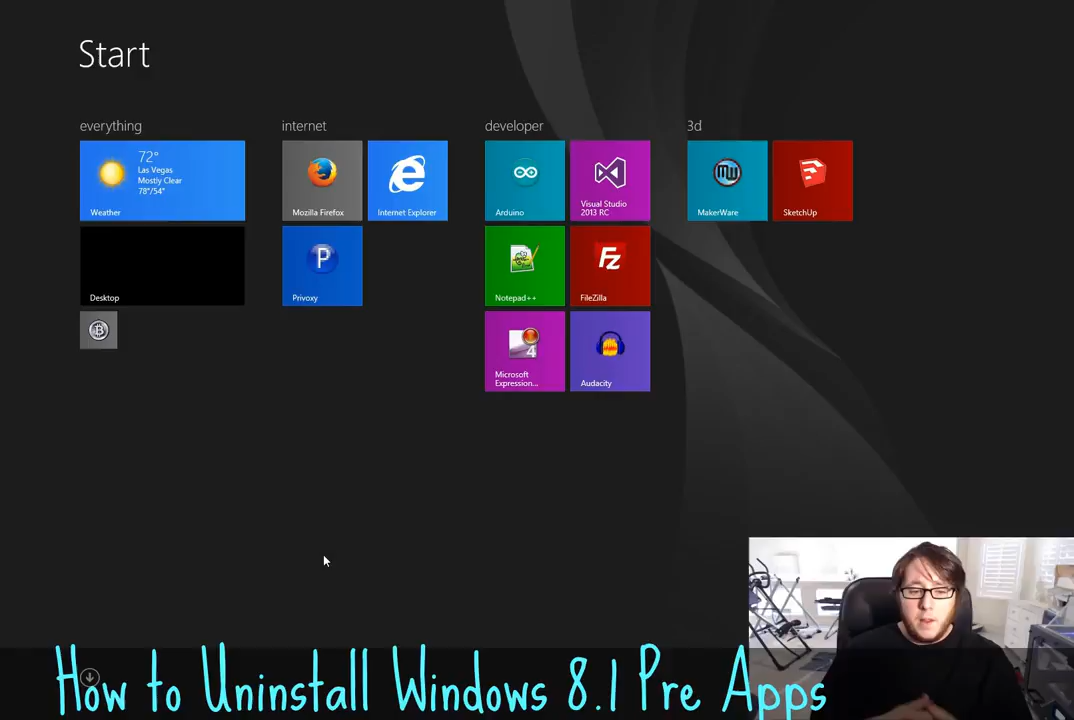 Start
everything
internet
developer
3d
72°
Las Vegas
Mostly Clear
78°/54°
Weather
Mozilla Firefox
Internet Explorer
Arduino
Visual Studio
2013 RC
MakerWare
SketchUp
Desktop
P
Privoxy
Notepad++
FZ
FileZilla
4
Microsoft
Expression...
Audacity
How to Uninstall Windows 8.1 Pre Apps